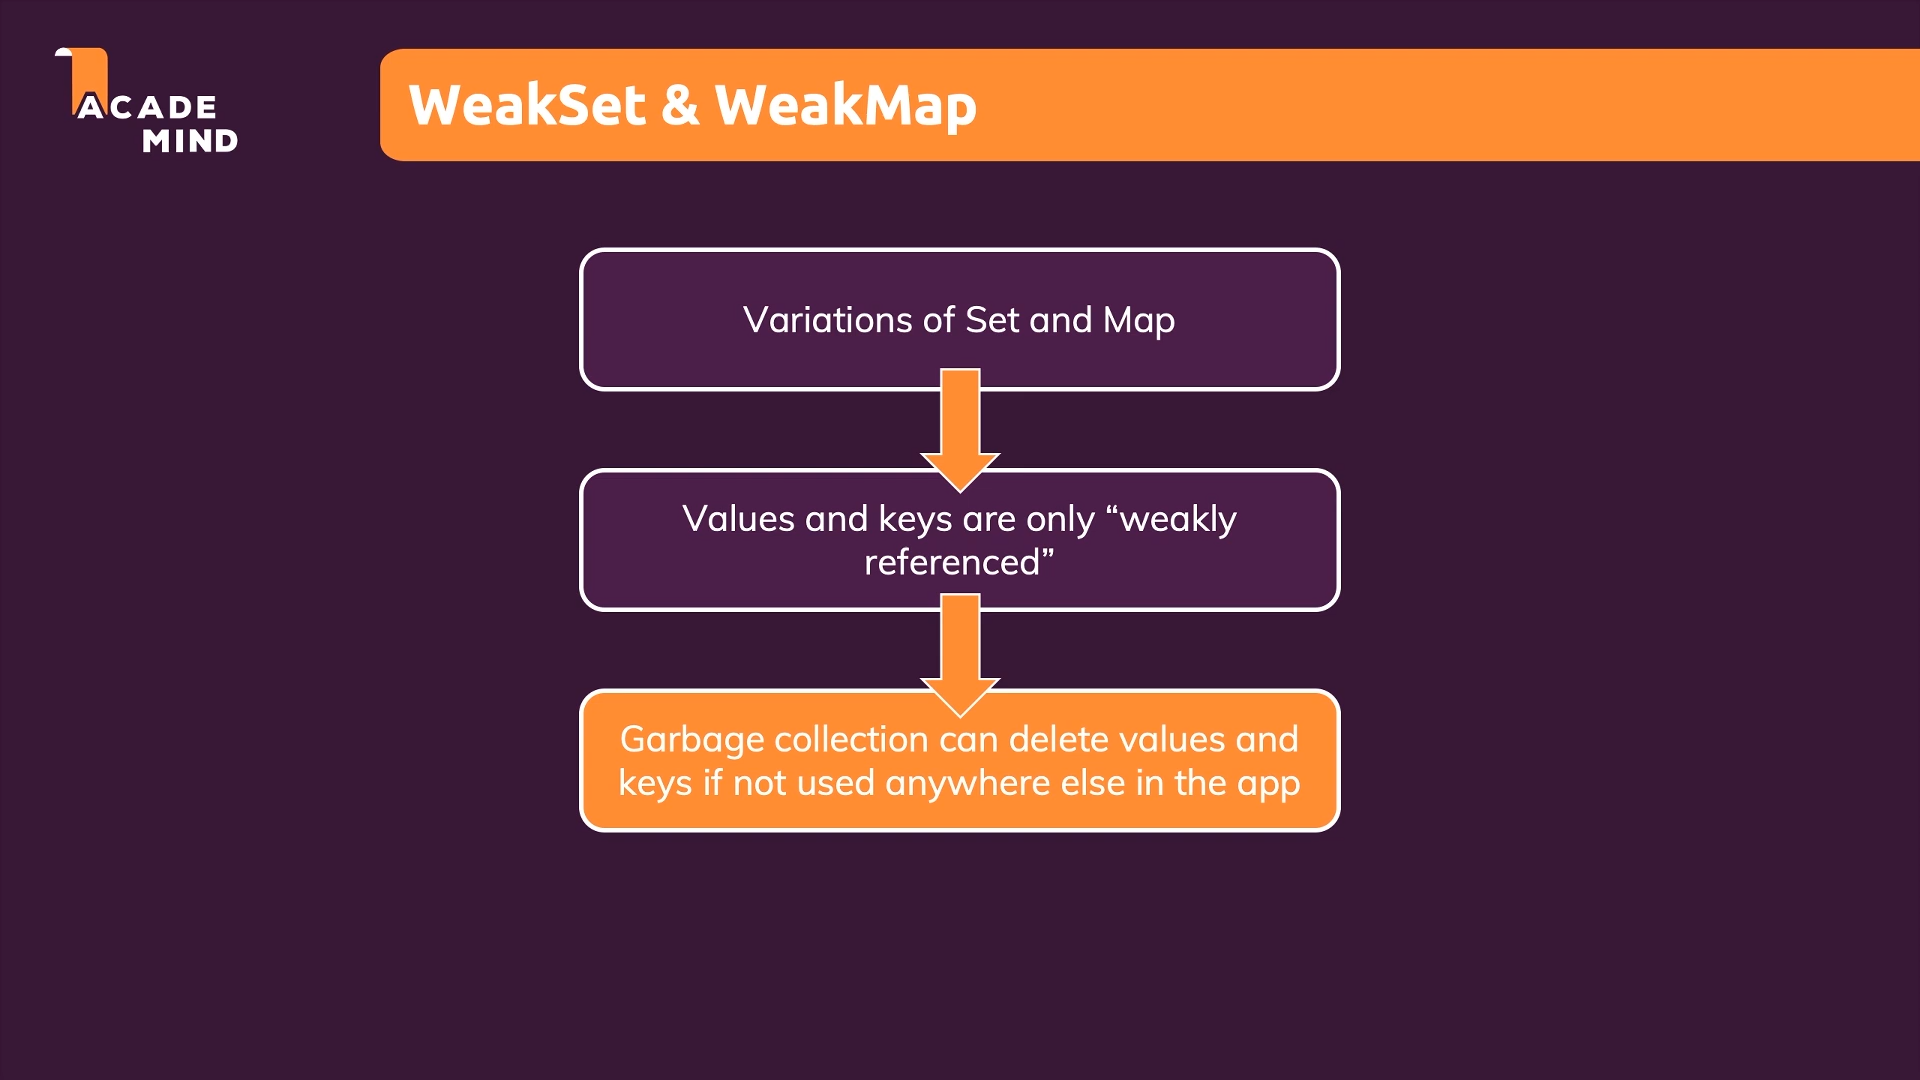 ACADE
MIND
WeakSet & WeakMap
Variations of Set and Map
Values and keys are only “weakly
referenced”
Garbage collection can delete values and
keys if not used anywhere else in the app